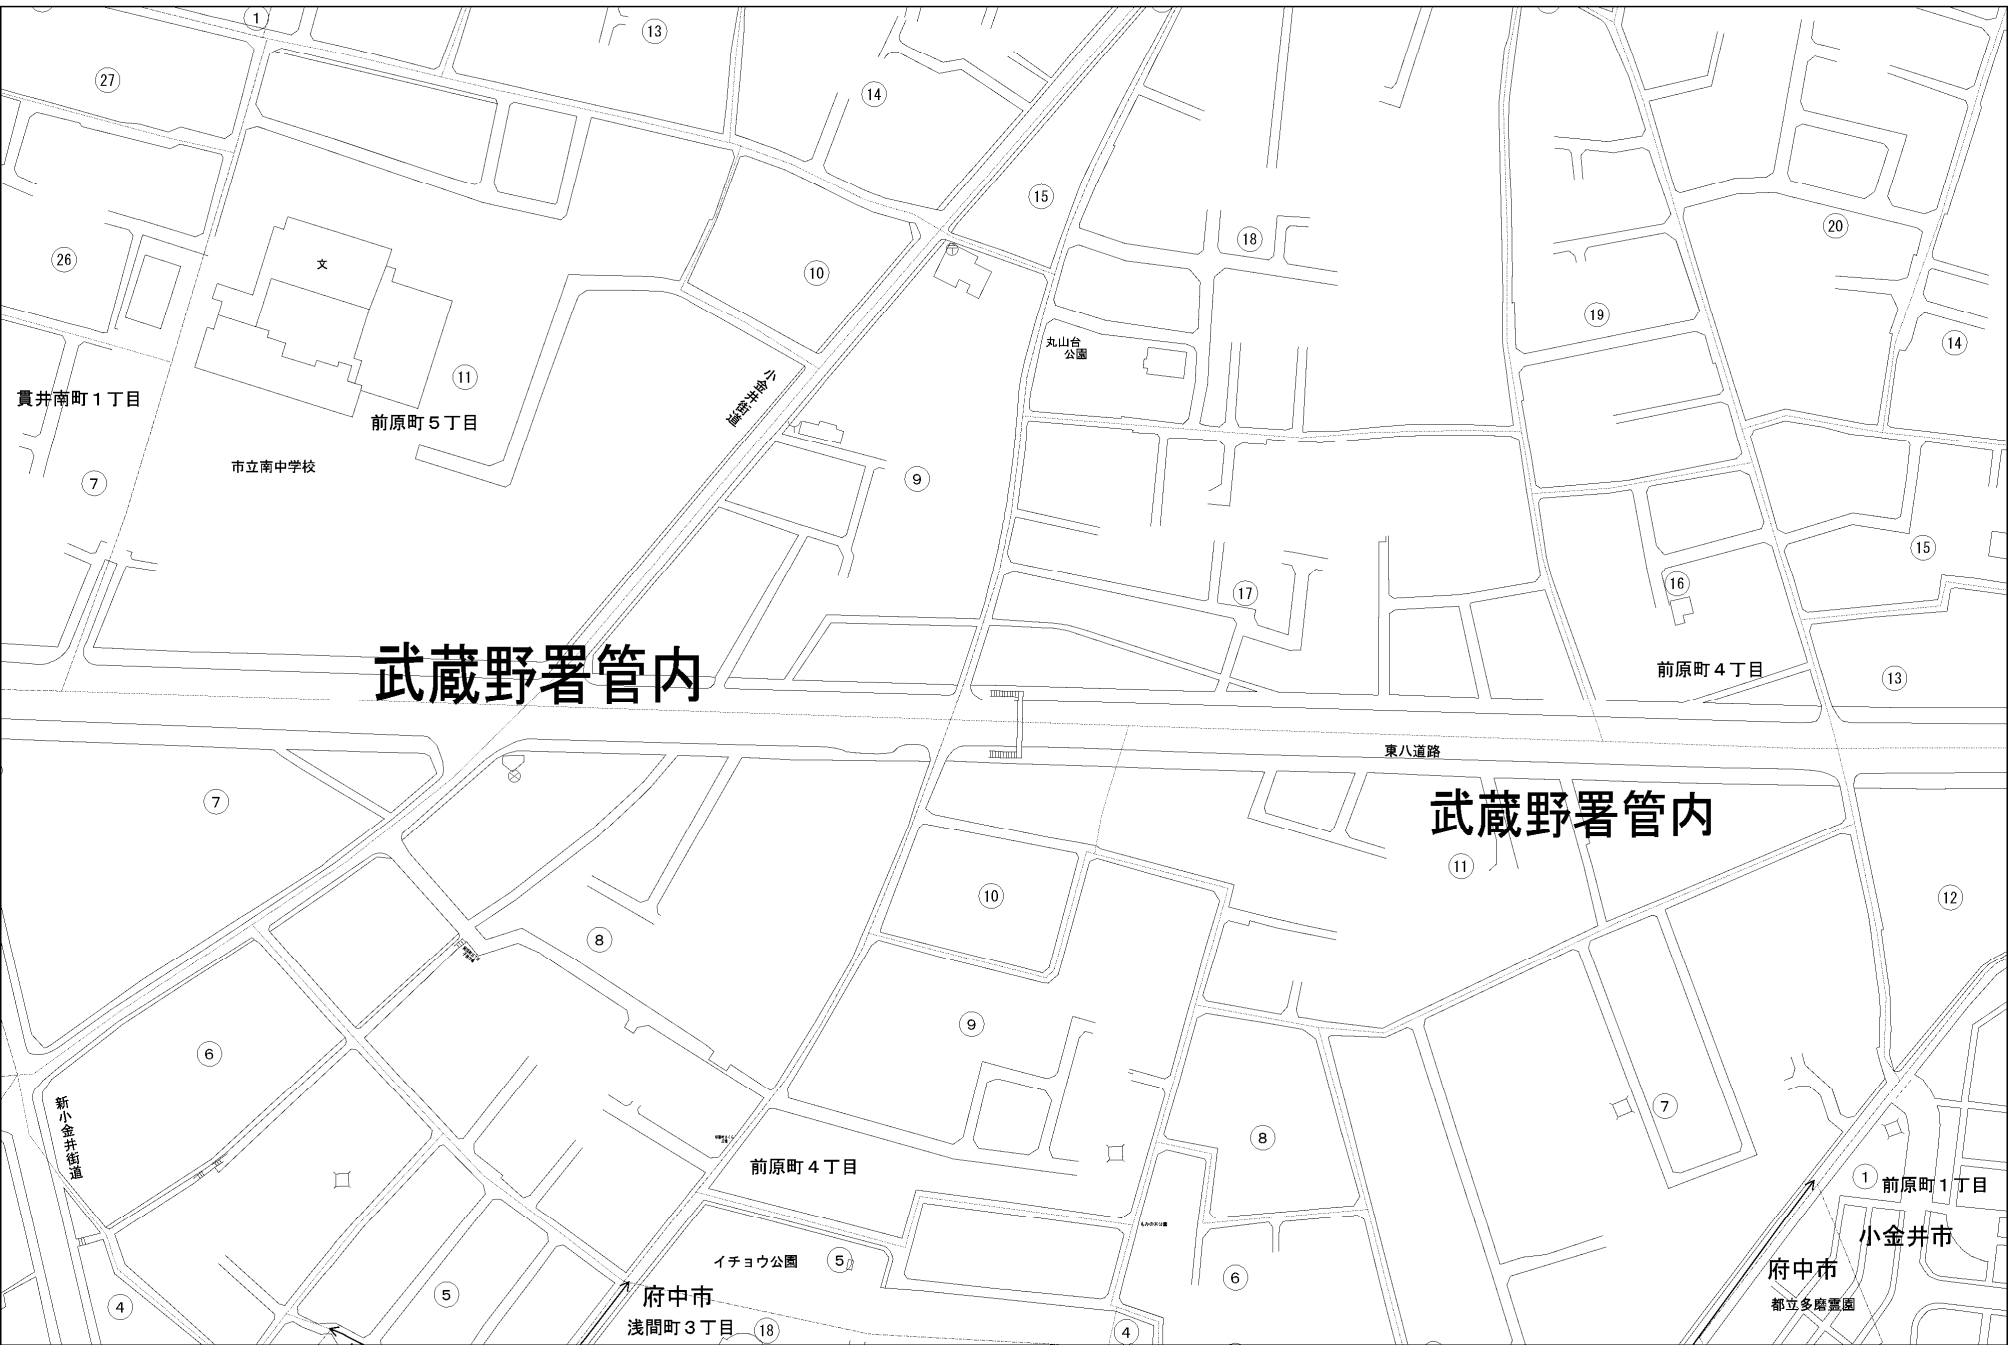 1
13
27
14
15
18
20
26
文
10
19
14
丸山台
公園
11
小金井街道
貫井南町1丁目
前原町5丁目
市立南中学校
7
9
15
16
17
武蔵野署管内
前原町4丁目
13
東八道路
7
武蔵野署管内
11
10
12
8
9
6
新小金井街道
7
8
前原町4丁目
1
前原町1丁目
もみの木公園
小金井市
イチョウ公園
5
府中市
6
5
府中市
都立多磨霊園
4
浅間町3丁目
18
4